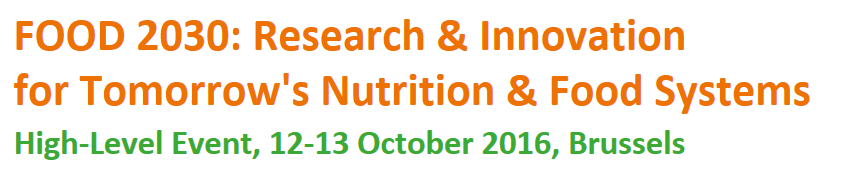 FOOD 2030: Research & Innovation
for Tomorrow's Nutrition & Food Systems
High-Level Event, 12-13 October 2016, Brussels